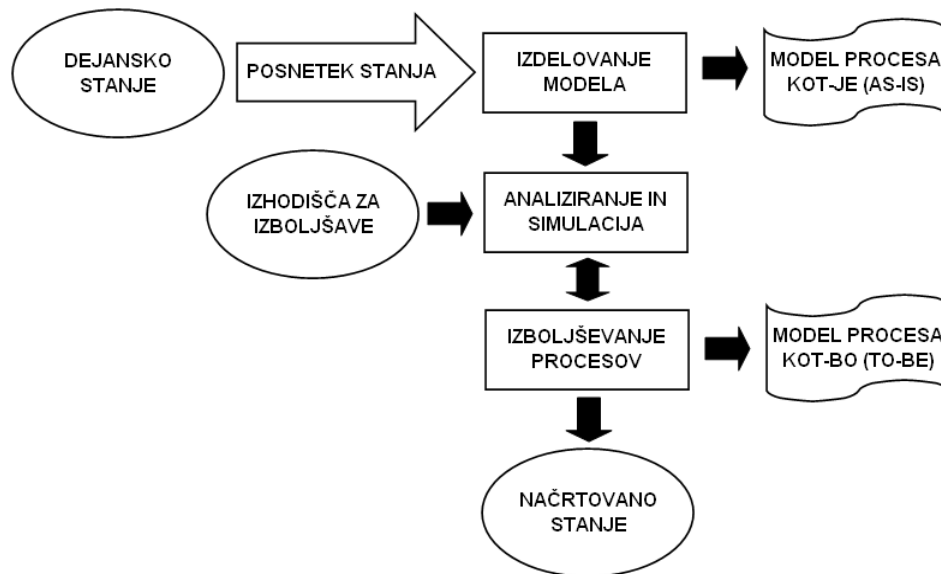 DEJANSKO
STANJE
POSNETEK STANJA
IZDELOVANJE
MODELA
MODEL PROCESA
KOT-JE (AS-IS)
IZHODIŠČA ZA
IZBOLJŠAVE
ANALIZIRANJE IN
SIMULACIJA
IZBOLJŠEVANJE
PROCESOV
MODEL PROCESA
KOT-BO (TO-BE)
NAČRTOVANO
STANJE